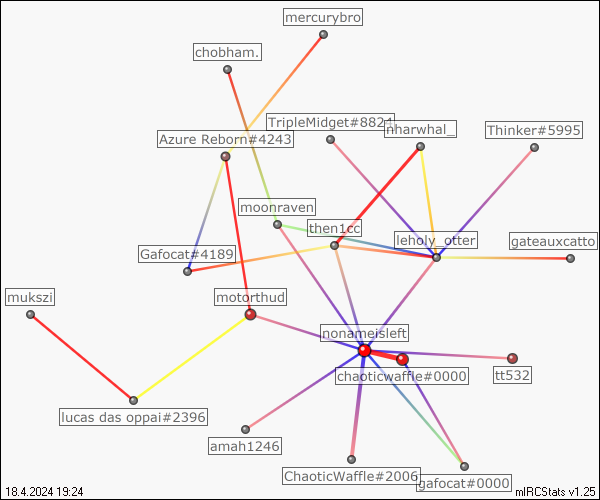 mercurybro
chobham.
TripleMidget#8824
nharwhal_
Thinker#5995
Azure Reborn#4243
moonraven
then1cc
leholy_otter
gateauxcatto
Gafocat#4189
mukszi
motorthud
nonameisleft
chaoticwaffle#0000
tt532
lucas das oppai#2396
amah1246
ChaoticWaffle#2006
gafocat#0000
18.4.2024 19:24
mIRCStats v1.25